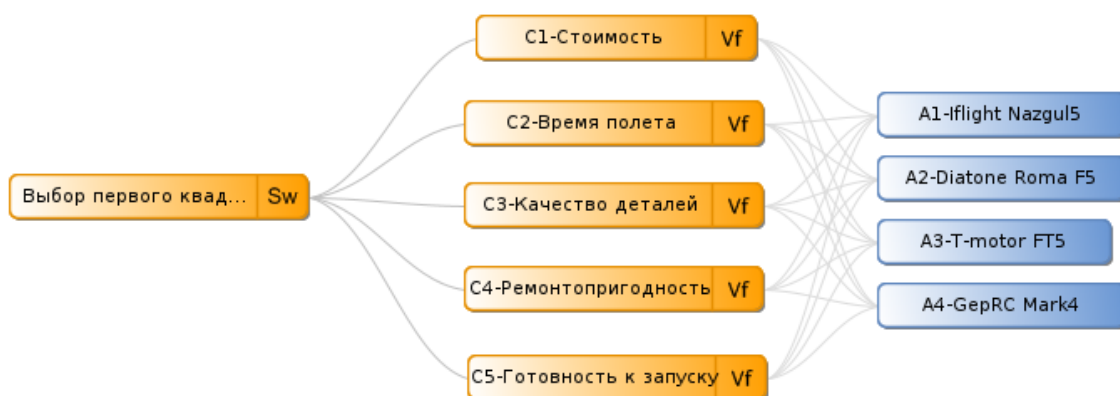 Выбор первого квад... Sw
C1-Стоимость Vf
C2-Время полета Vf
C3-Качество деталей Vf
C4-Ремонтопригодность Vf
C5-Готовность к запуску Vf
A1-Iflight Nazgul5
A2-Diatone Roma F5
A3-T-motor FT5
A4-GepRC Mark4